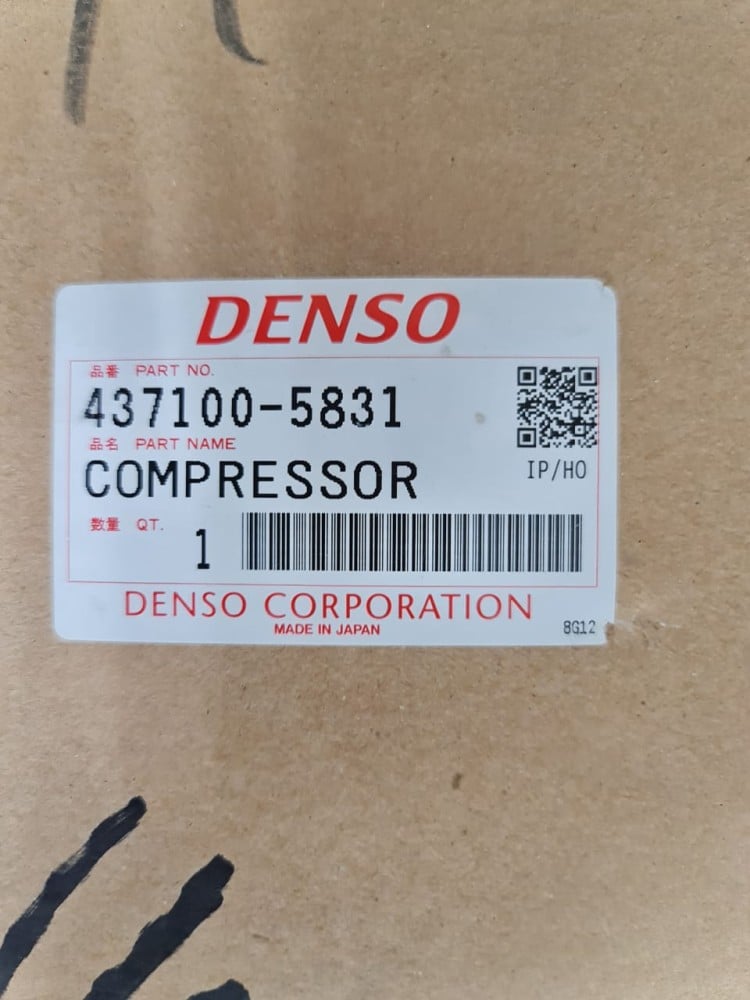 DENSO
品番 PART NO.
437100-5831
品名 PART NAME
COMPRESSOR
IP/HO
数量 QT.
1
DENSO CORPORATION
MADE IN JAPAN
8G12